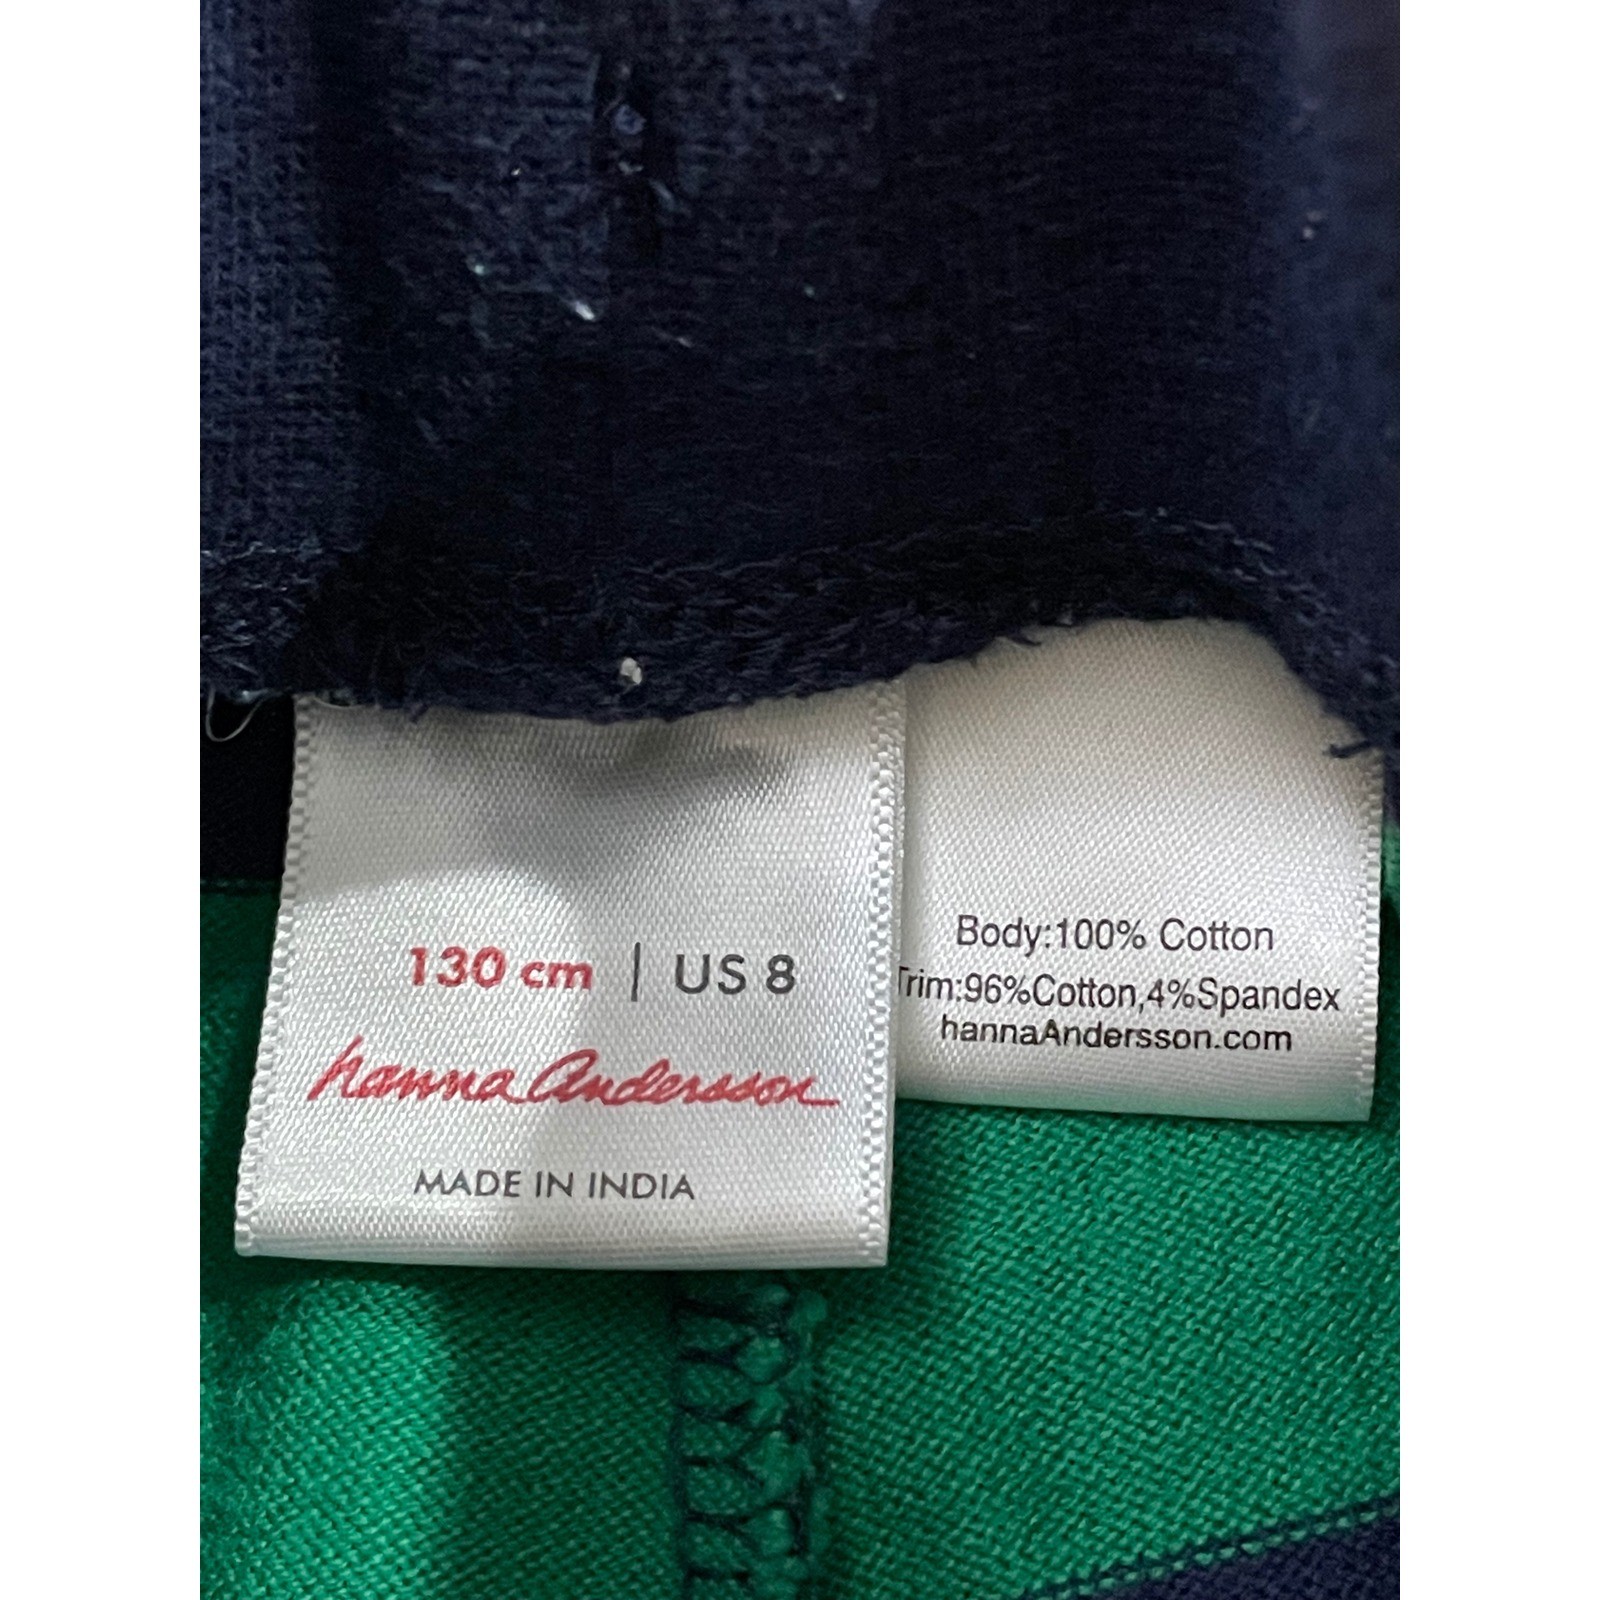 130 cm | US 8
hanna Andersson
MADE IN INDIA
Body:100% Cotton
Trim:96%Cotton,4%Spandex
hannaAndersson.com